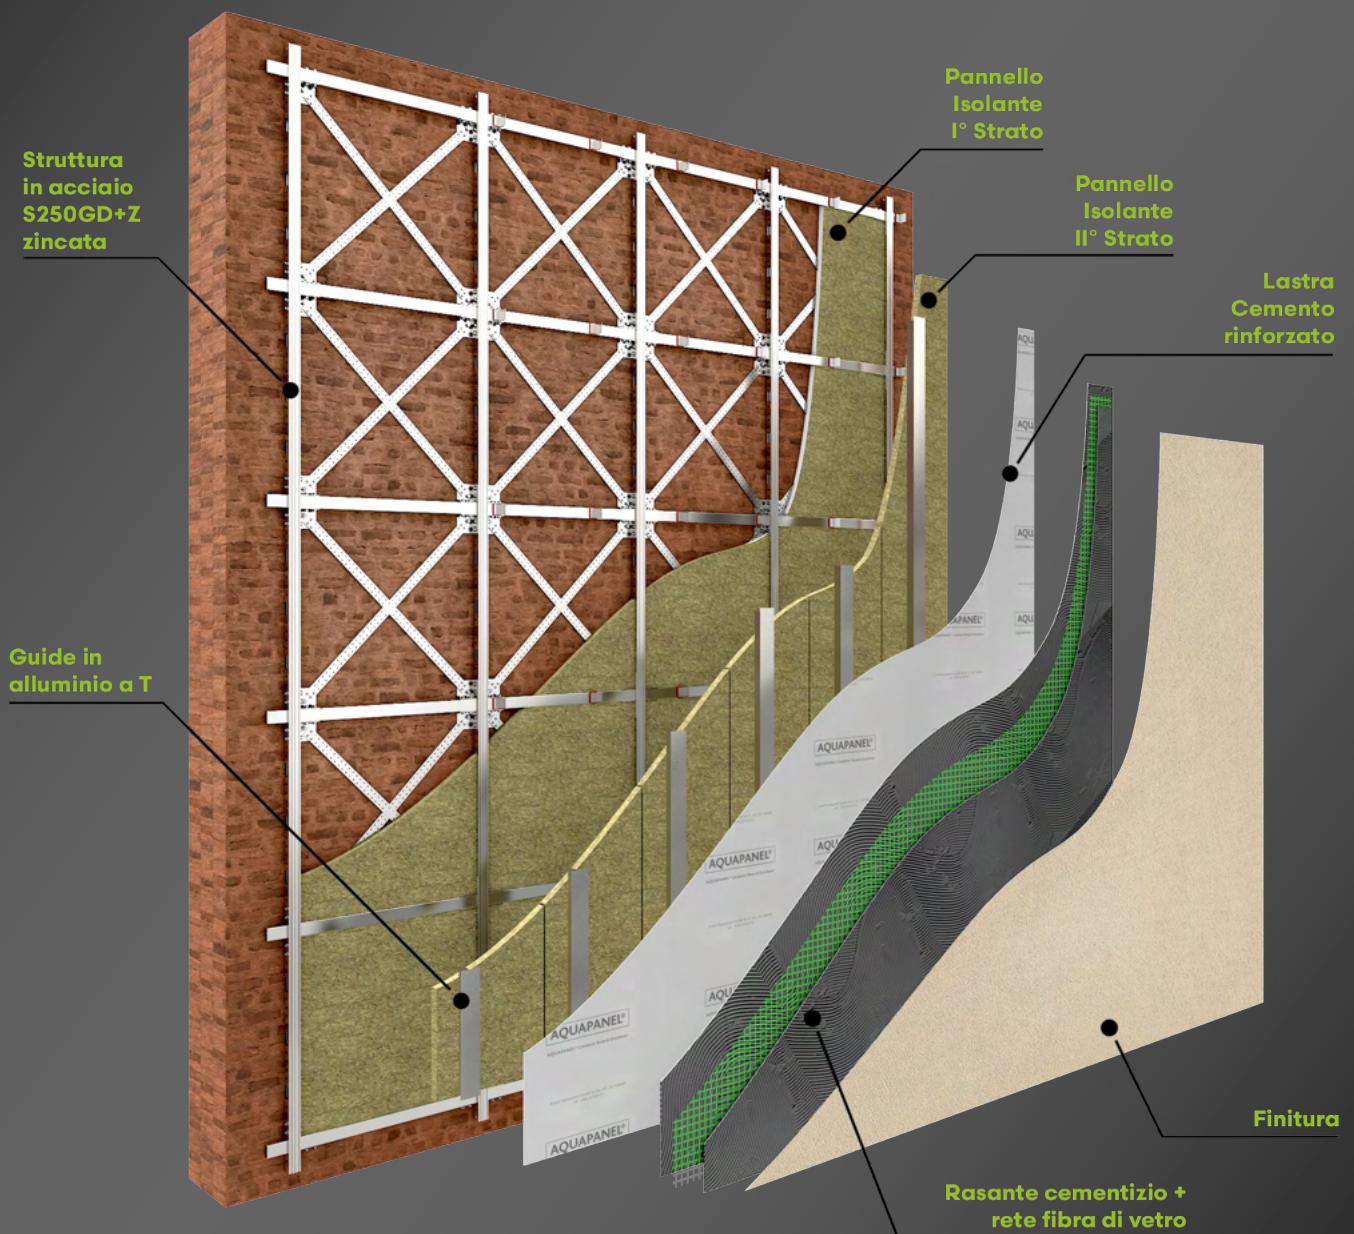 Pannello
Isolante
I° Strato
Pannello
Isolante
II° Strato
Struttura
in acciaio
S250GD+Z
zincata
Lastra
Cemento
rinforzato
Guide in
alluminio a T
AQUAPANEL®
AQUAPANEL®
AQUAPANEL®
AQUAPANEL®
Finitura
Rasante cementizio +
rete fibra di vetro